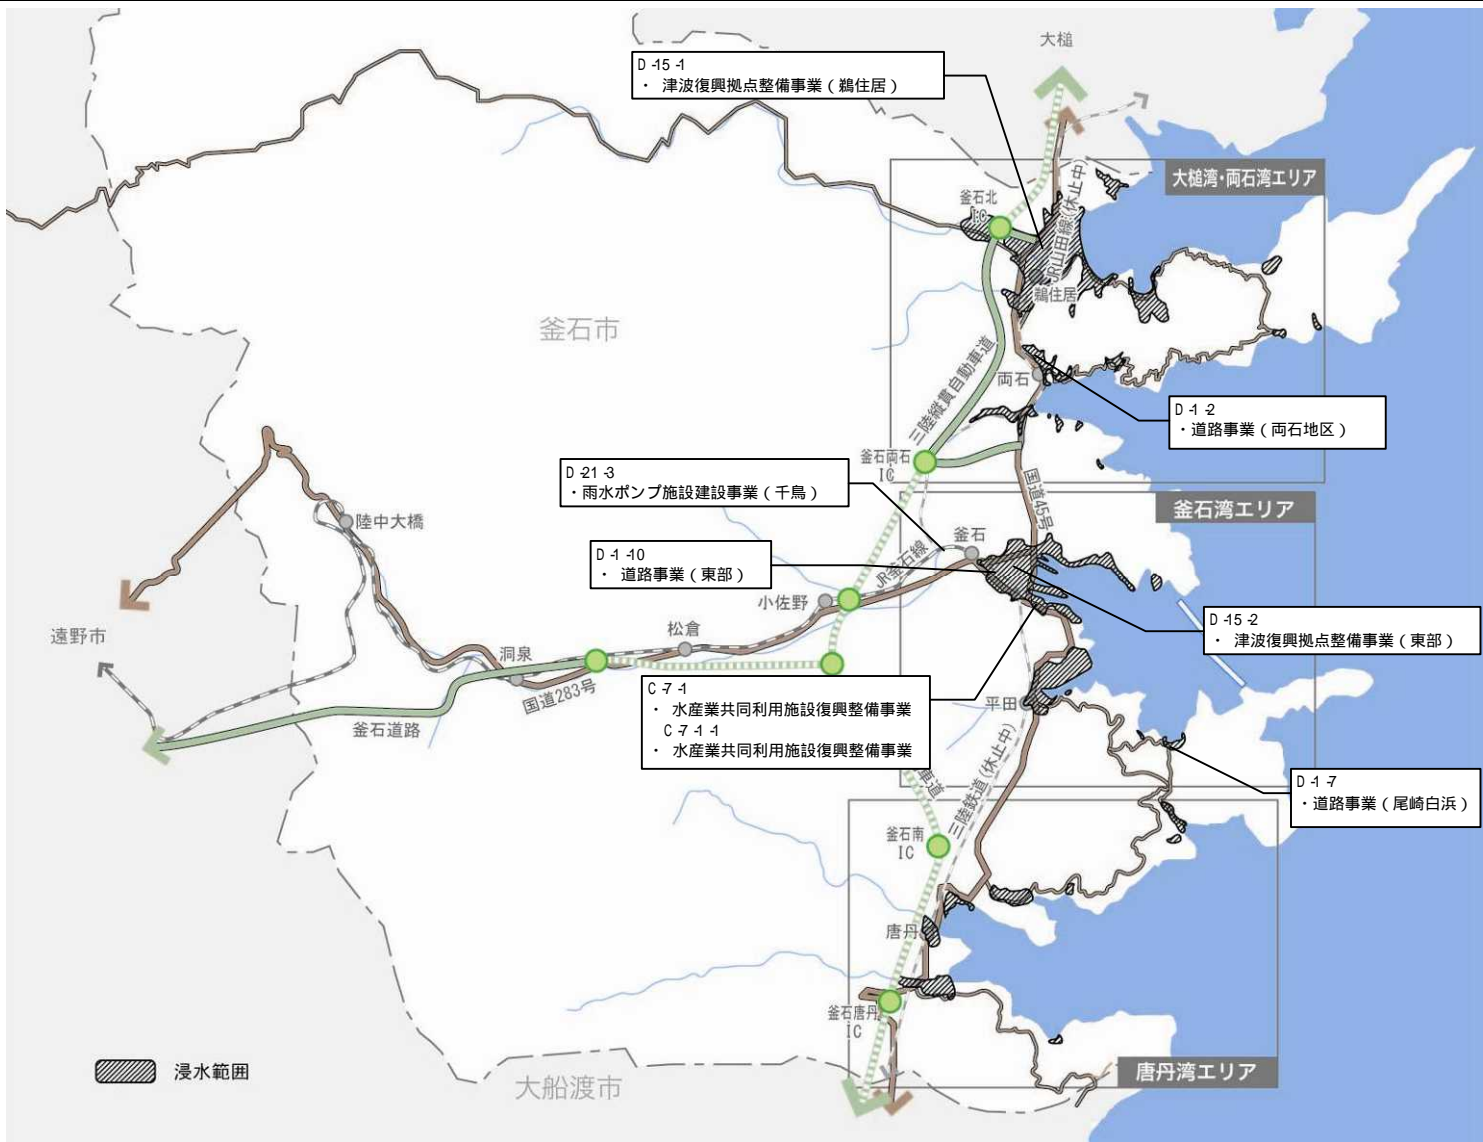 大槌
D-15-1
・ 津波復興拠点整備事業（鵜住居）
大槌湾・両石湾エリア
釜石北
IC
JR山田線(休止中)
鵜住居
釜石市
三陸縦貫自動車道
両石
D-1-2
・道路事業（両石地区）
釜石両石
IC
国道45号
D-21-3
・雨水ポンプ施設建設事業（千鳥）
釜石湾エリア
陸中大橋
釜石
JR釜石線
D-1-10
・ 道路事業（東部）
小佐野
遠野市
松倉
D-15-2
・ 津波復興拠点整備事業（東部）
洞泉
国道283号
釜石道路
C-7-1
・ 水産業共同利用施設復興整備事業
C-7-1-1
・ 水産業共同利用施設復興整備事業
平田
車道
三陸鉄道(休止中)
D-1-7
・道路事業（尾崎白浜）
釜石南
IC
唐丹
釜石唐丹
IC
浸水範囲
大船渡市
唐丹湾エリア